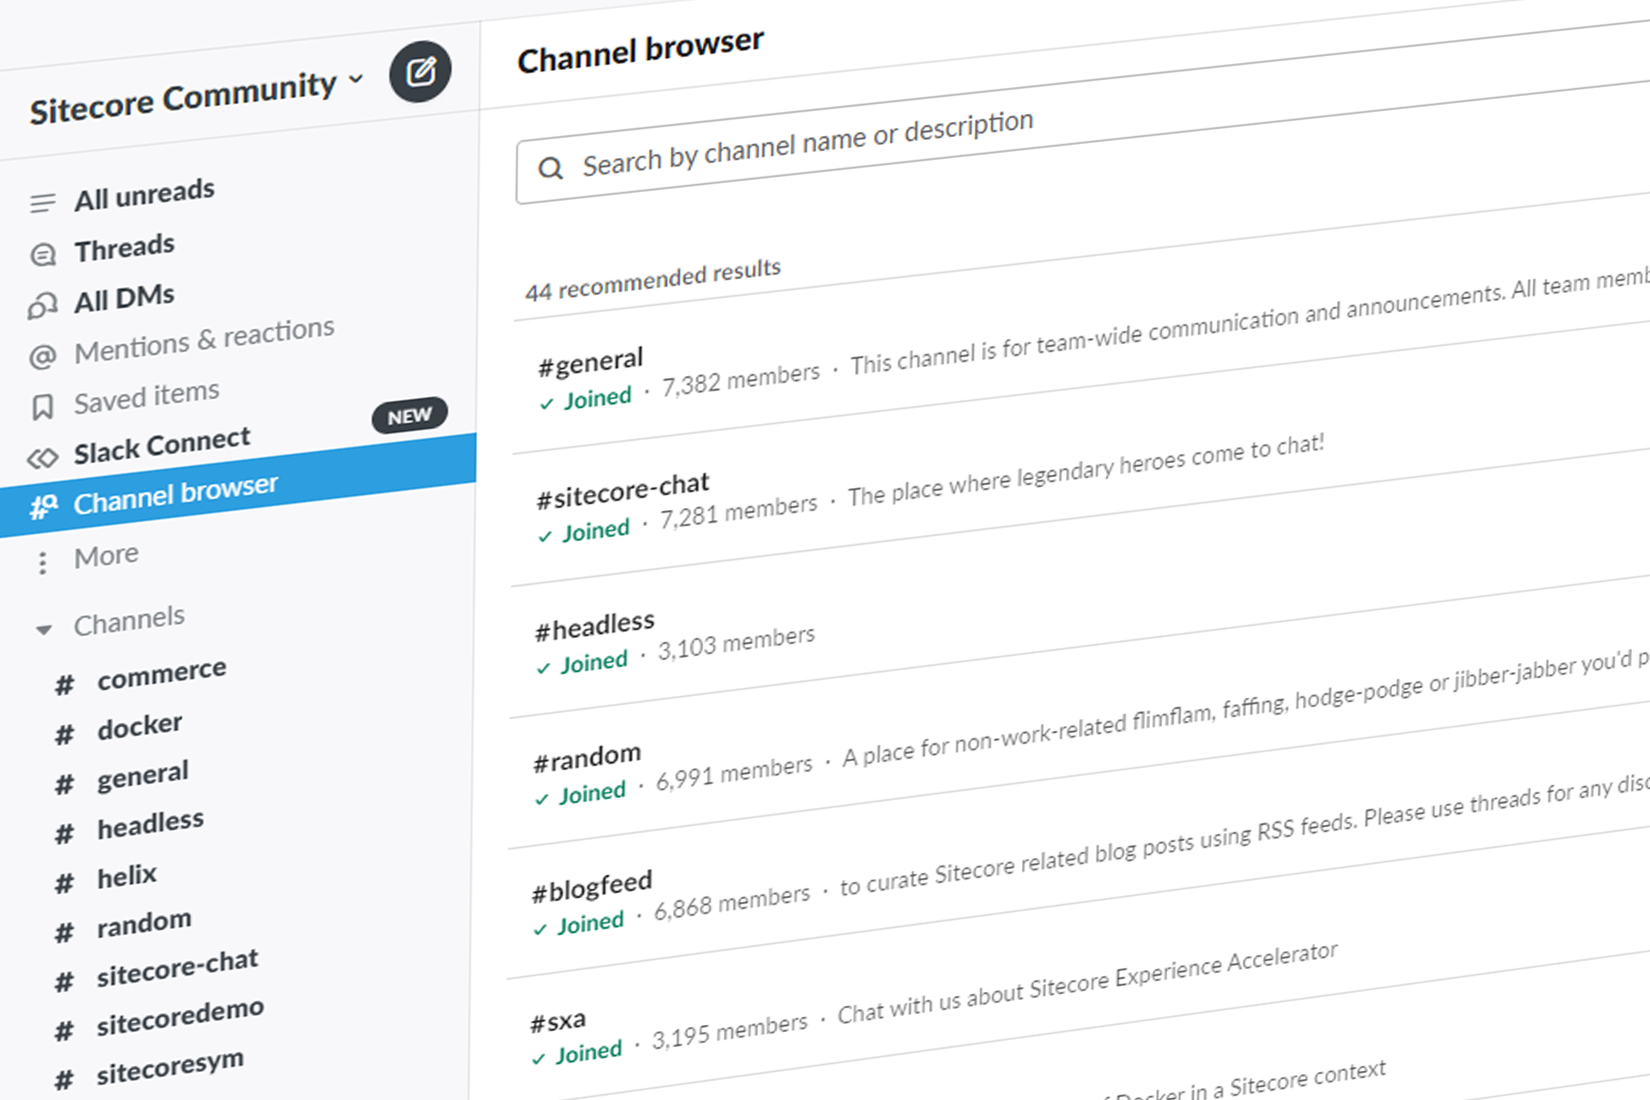 Sitecore Community
All unreads
Threads
All DMs
Mentions & reactions
Saved items
NEW
Slack Connect
Channel browser
More
Channels
# commerce
# docker
# general
# headless
# helix
# random
# sitecore-chat
# sitecoredemo
# sitecoresym
Channel browser
Search by channel name or description
44 recommended results
#general
✓ Joined · 7,382 members · This channel is for team-wide communication and announcements. All team
#sitecore-chat
✓ Joined · 7,281 members · The place where legendary heroes come to chat!
#headless
✓ Joined · 3,103 members
#random
✓ Joined · 6,991 members · A place for non-work-related flimflam, faffing, hodge-podge or jibber-jabber you'd
#blogfeed
✓ Joined · 6,868 members · to curate Sitecore related blog posts using RSS feeds. Please use threads for any
#sxa
✓ Joined · 3,195 members · Chat with us about Sitecore Experience Accelerator
Docker in a Sitecore context